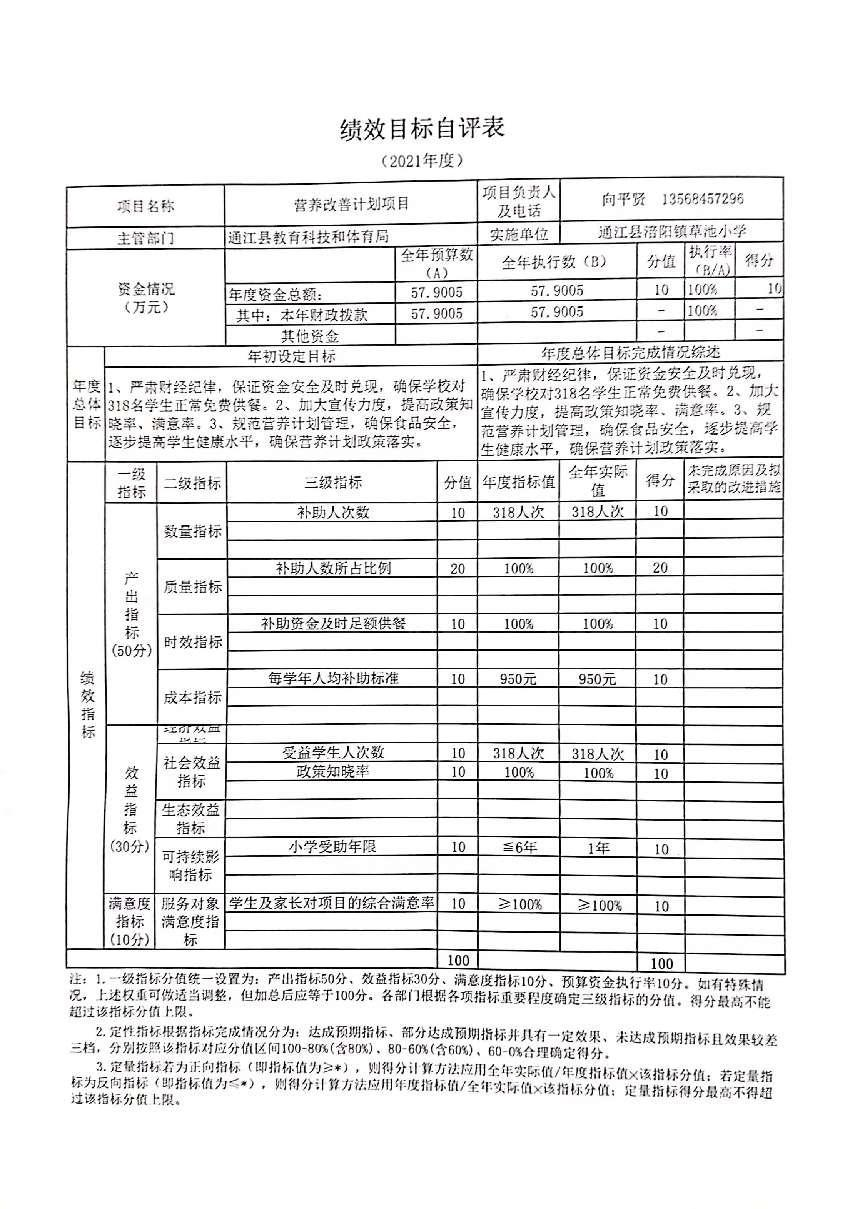 绩效目标自评表
（2021年度）
项目名称 营养改善计划项目 项目负责人及电话 向平贤 13568457296
主管部门 通江县教育科技和体育局 实施单位 通江县涪阳镇草池小学
资金情况（万元） 全年预算数（A） 全年执行数（B） 分值 执行率（B/A) 得分
年度资金总额： 57.9005 57.9005 10 100% 10
其中：本年财政拨款 57.9005 57.9005 - 100% -
其他资金 - -
年度总体目标 年初设定目标 年度总体目标完成情况综述
1、严肃财经纪律，保证资金安全及时兑现，确保学校对
318名学生正常免费供餐。2、加大宣传力度，提高政策知
晓率、满意率。3、规范营养计划管理，确保食品安全，
逐步提高学生健康水平，确保营养计划政策落实。
1、严肃财经纪律，保证资金安全及时兑现，
确保学校对318名学生正常免费供餐。2、加大
宣传力度，提高政策知晓率、满意率。3、规
范营养计划管理，确保食品安全，逐步提高学
生健康水平，确保营养计划政策落实。
绩效指标 一级指标 二级指标 三级指标 分值 年度指标值 全年实际值 得分 未完成原因及拟采取的改进措施
产出指标(50分) 数量指标 补助人次数 10 318人次 318人次 10
质量指标 补助人数所占比例 20 100% 100% 20
时效指标 补助资金及时足额供餐 10 100% 100% 10
成本指标 每学年人均补助标准 10 950元 950元 10
效益指标(30分) 经济效益
社会效益指标 受益学生人次数 10 318人次 318人次 10
政策知晓率 10 100% 100% 10
生态效益指标
可持续影响指标 小学受助年限 10 ≦6年 1年 10
满意度指标(10分) 服务对象满意度指标 学生及家长对项目的综合满意率 10 ≥100% ≥100% 10
100 100
注：1.一级指标分值统一设置为：产出指标50分、效益指标30分、满意度指标10分、预算资金执行率10分。如有特殊情
况，上述权重可做适当调整，但加总后应等于100分。各部门根据各项指标重要程度确定三级指标的分值。得分最高不能
超过该指标分值上限。
2.定性指标根据指标完成情况分为：达成预期指标、部分达成预期指标并具有一定效果、未达成预期指标且效果较差
三档，分别按照该指标对应分值区间100-80%(含80%)、80-60%(含60%)、60-0%合理确定得分。
3.定量指标若为正向指标（即指标值为≥*），则得分计算方法应用全年实际值/年度指标值×该指标分值；若定量指
标为反向指标（即指标值为≤*），则得分计算方法应用年度指标值/全年实际值×该指标分值；定量指标得分最高不得超
过该指标分值上限。